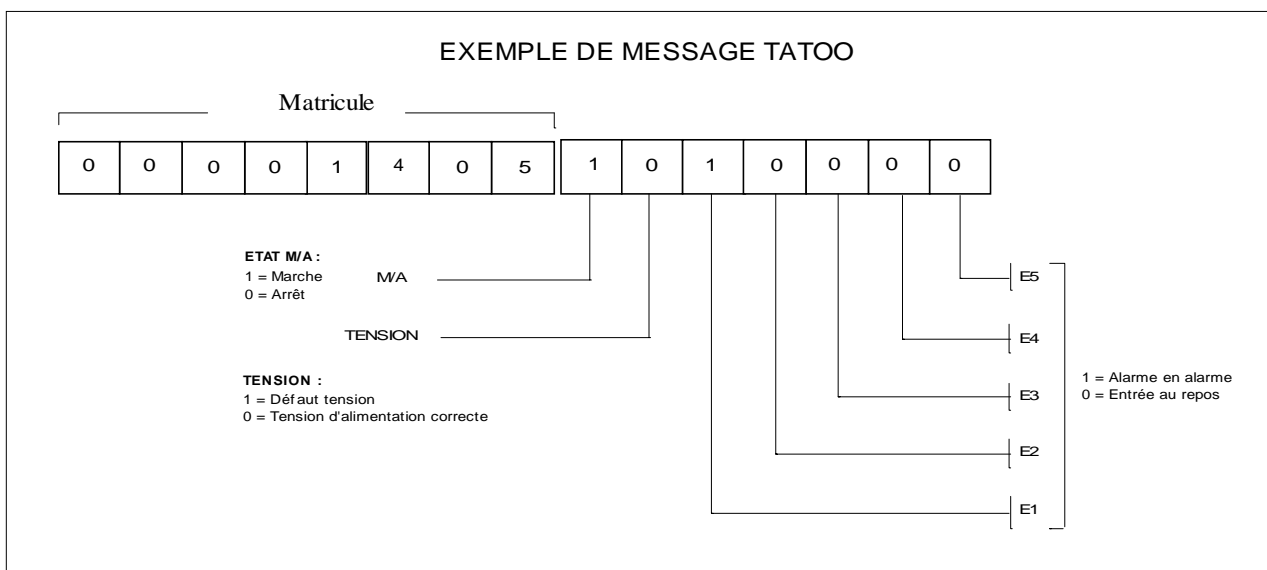 EXEMPLE DE MESSAGE TATOO
Matricule
0 0 0 0 1 4 0 5 1 0 1 0 0 0 0
ETAT M/A :
1 = Marche
0 = Arrêt
M/A
TENSION
TENSION :
1 = Défaut tension
0 = Tension d'alimentation correcte
E5
E4
E3
E2
E1
1 = Alarme en alarme
0 = Entrée au repos